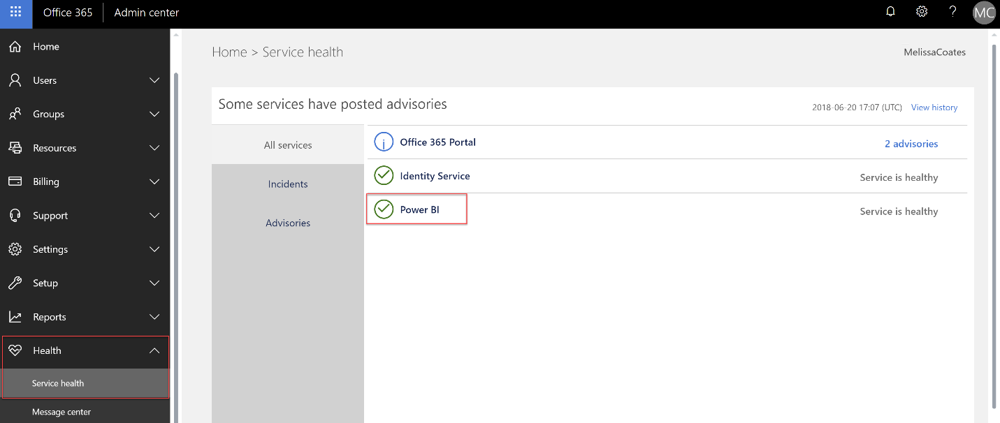 Office 365 Admin center
MC
Home
Users
Groups
Resources
Billing
Support
Settings
Setup
Reports
Health
Service health
Message center
Home > Service health
MelissaCoates
Some services have posted advisories
2018-06-20 17:07 (UTC) View history
All services
Incidents
Advisories
Office 365 Portal 2 advisories
Identity Service Service is healthy
Power BI Service is healthy